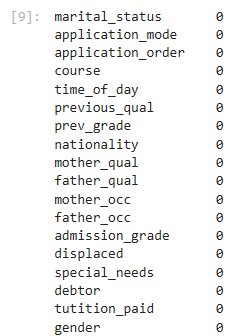 [9]: marital_status 0
application_mode 0
application_order 0
course 0
time_of_day 0
previous_qual 0
prev_grade 0
nationality 0
mother_qual 0
father_qual 0
mother_occ 0
father_occ 0
admission_grade 0
displaced 0
special_needs 0
debtor 0
tutition_paid 0
gender 0